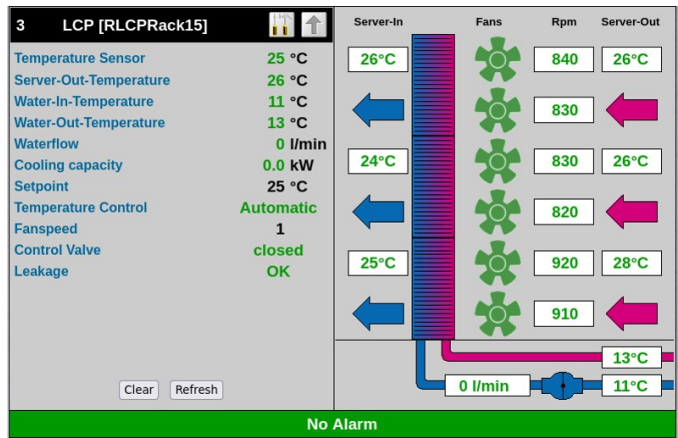 3 LCP [RLCPRack15]
Temperature Sensor 25 °C
Server-Out-Temperature 26 °C
Water-In-Temperature 11 °C
Water-Out-Temperature 13 °C
Waterflow 0 l/min
Cooling capacity 0.0 kW
Setpoint 25 °C
Temperature Control Automatic
Fanspeed 1
Control Valve closed
Leakage OK
Clear Refresh
Server-In Fans Rpm Server-Out
26°C 840 26°C
830
24°C 830 26°C
820
25°C 920 28°C
910
13°C
0 l/min 11°C
No Alarm